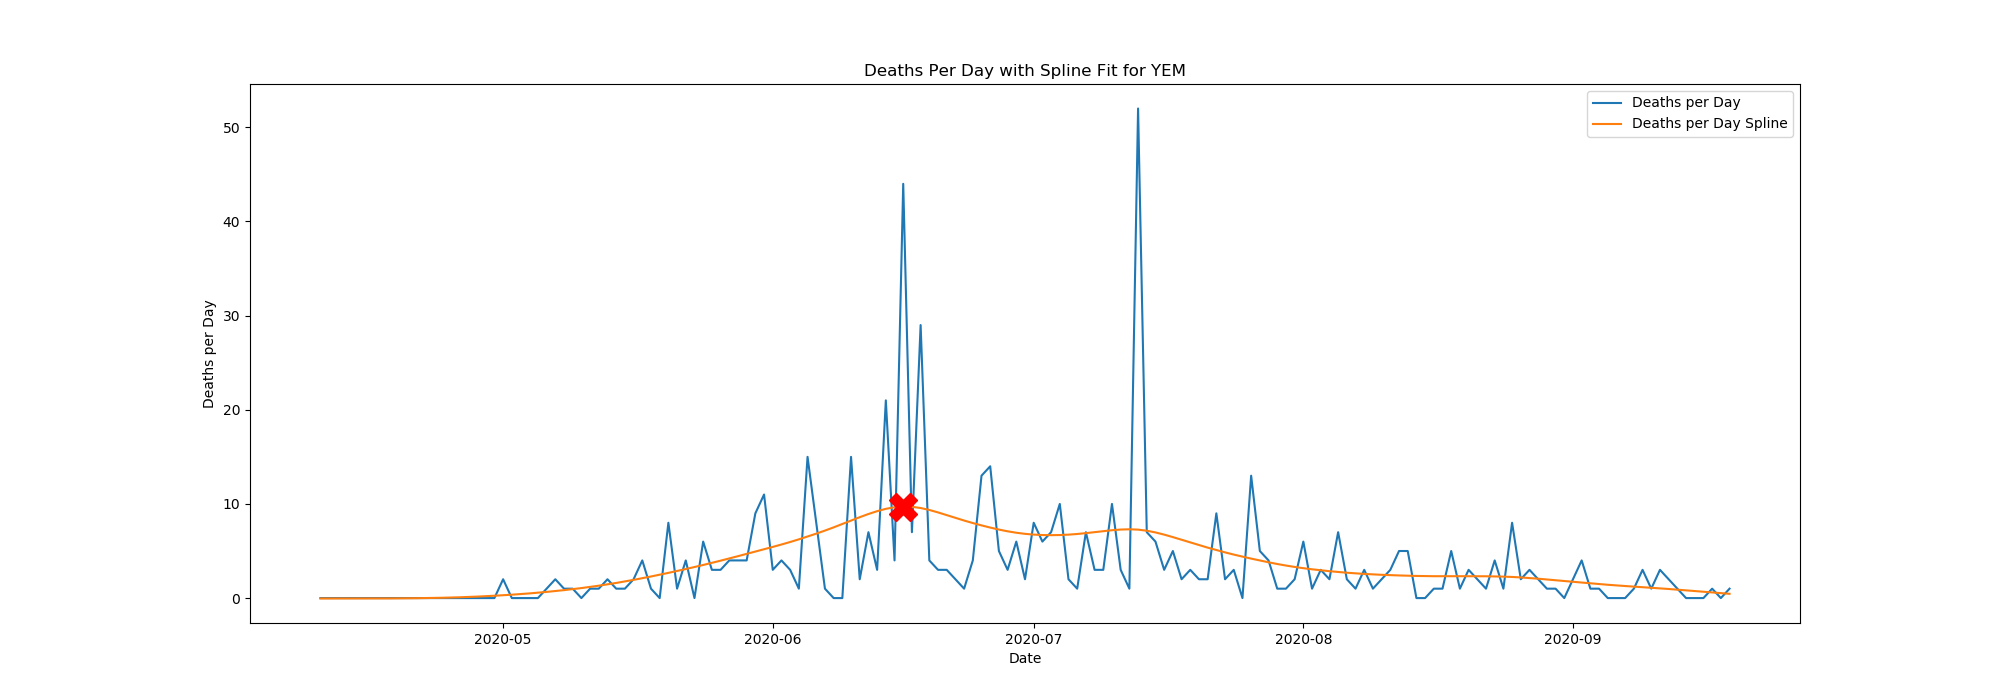 Deaths Per Day with Spline Fit for YEM
Deaths per Day
Deaths per Day Spline
50
40
30
20
10
0
Deaths per Day
2020-05
2020-06
2020-07
2020-08
2020-09
Date